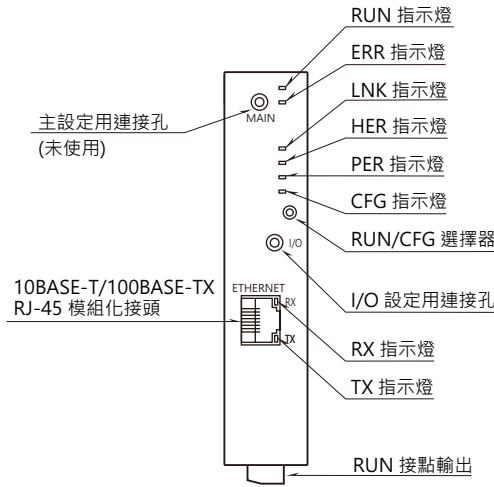 RUN 指示燈
ERR 指示燈
LNK 指示燈
HER 指示燈
PER 指示燈
CFG 指示燈
RUN/CFG 選擇器
I/O 設定用連接孔
RX 指示燈
TX 指示燈
RUN 接點輸出
主設定用連接孔
(未使用)
10BASE-T/100BASE-TX
RJ-45 模組化接頭
MAIN
I/O
ETHERNET
RX
TX